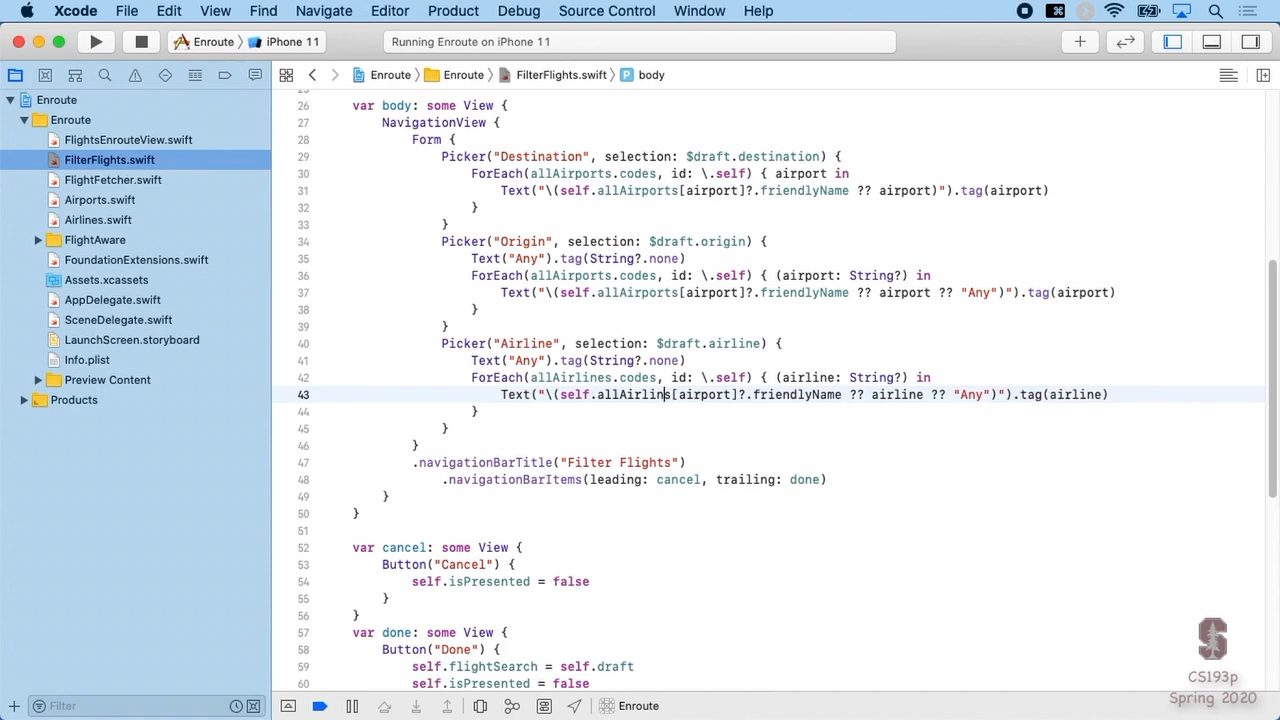 Xcode File Edit View Find Navigate Editor Product Debug Source Control Window Help
Enroute iPhone 11
Running Enroute on iPhone 11
Enroute Enroute FilterFlights.swift body
Enroute
Enroute
FlightsEnrouteView.swift
FilterFlights.swift
FlightFetcher.swift
Airports.swift
Airlines.swift
FlightAware
FoundationExtensions.swift
Assets.xcassets
AppDelegate.swift
SceneDelegate.swift
LaunchScreen.storyboard
Info.plist
Preview Content
Products
Filter
26 var body: some View {
27 NavigationView {
28 Form {
29 Picker("Destination", selection: $draft.destination) {
30 ForEach(allAirports.codes, id: \.self) { airport in
31 Text("\(self.allAirports[airport]?.friendlyName ?? airport)").tag(airport)
32 }
33 }
34 Picker("Origin", selection: $draft.origin) {
35 Text("Any").tag(String?.none)
36 ForEach(allAirports.codes, id: \.self) { (airport: String?) in
37 Text("\(self.allAirports[airport]?.friendlyName ?? airport ?? "Any")").tag(airport)
38 }
39 }
40 Picker("Airline", selection: $draft.airline) {
41 Text("Any").tag(String?.none)
42 ForEach(allAirlines.codes, id: \.self) { (airline: String?) in
43 Text("\(self.allAirlins[airport]?.friendlyName ?? airline ?? "Any")").tag(airline)
44 }
45 }
46 }
47 .navigationBarTitle("Filter Flights")
48 .navigationBarItems(leading: cancel, trailing: done)
49 }
50 }
51
52 var cancel: some View {
53 Button("Cancel") {
54 self.isPresented = false
55 }
56 }
57 var done: some View {
58 Button("Done") {
59 self.flightSearch = self.draft
60 self.isPresented = false
Enroute
CS193p
Spring 2020